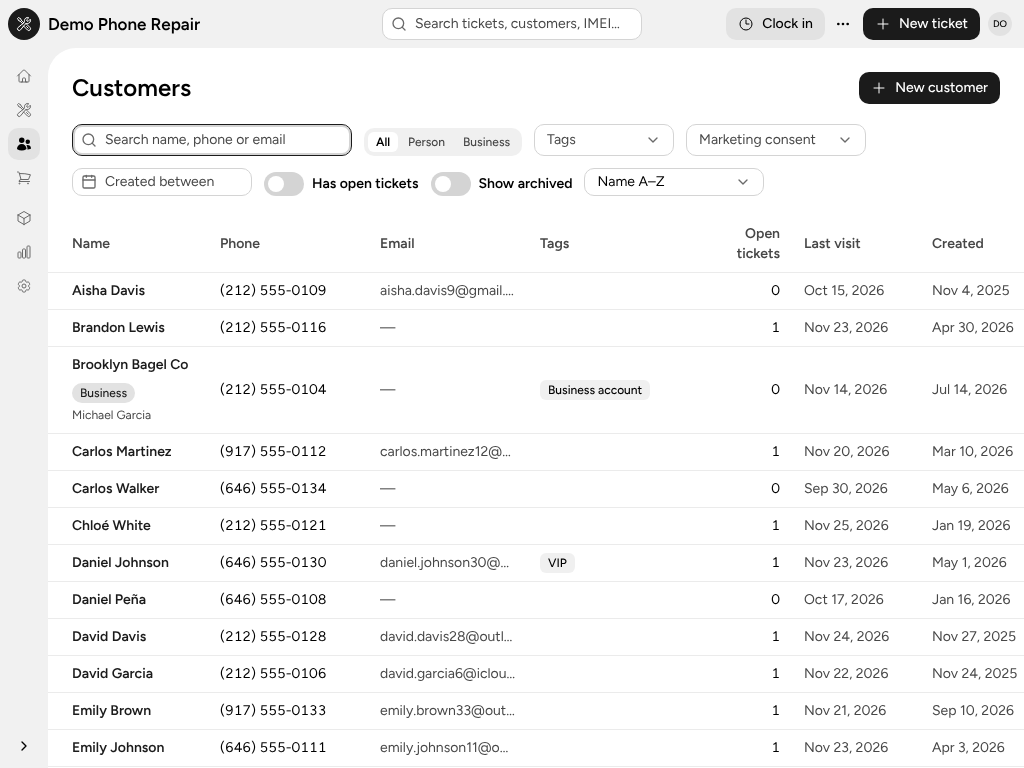 Demo Phone Repair
Search tickets, customers, IMEI...
Clock in
New ticket
DO
Customers
New customer
Search name, phone or email
All Person Business
Tags
Marketing consent
Created between
Has open tickets
Show archived
Name A–Z
Name Phone Email Tags Open tickets Last visit Created
Aisha Davis (212) 555-0109 aisha.davis9@gmail.... 0 Oct 15, 2026 Nov 4, 2025
Brandon Lewis (212) 555-0116 — 1 Nov 23, 2026 Apr 30, 2026
Brooklyn Bagel Co
Business
Michael Garcia
(212) 555-0104 — Business account 0 Nov 14, 2026 Jul 14, 2026
Carlos Martinez (917) 555-0112 carlos.martinez12@... 1 Nov 20, 2026 Mar 10, 2026
Carlos Walker (646) 555-0134 — 0 Sep 30, 2026 May 6, 2026
Chloé White (212) 555-0121 — 1 Nov 25, 2026 Jan 19, 2026
Daniel Johnson (646) 555-0130 daniel.johnson30@... VIP 1 Nov 23, 2026 May 1, 2026
Daniel Peña (646) 555-0108 — 0 Oct 17, 2026 Jan 16, 2026
David Davis (212) 555-0128 david.davis28@outl... 1 Nov 24, 2026 Nov 27, 2025
David Garcia (212) 555-0106 david.garcia6@iclou... 1 Nov 22, 2026 Nov 24, 2025
Emily Brown (917) 555-0133 emily.brown33@out... 1 Nov 21, 2026 Sep 10, 2026
Emily Johnson (646) 555-0111 emily.johnson11@o... 1 Nov 23, 2026 Apr 3, 2026